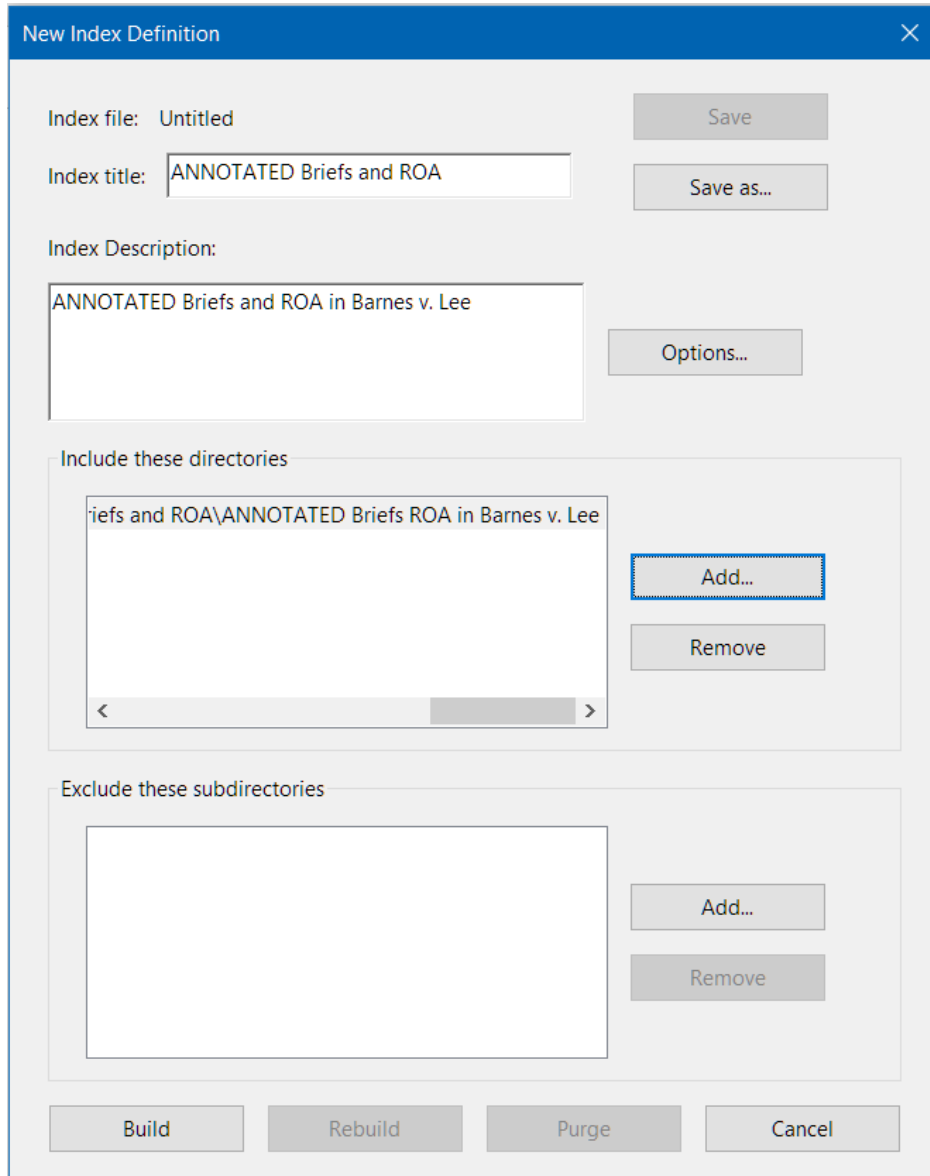 New Index Definition
Index file: Untitled
Save
Index title: ANNOTATED Briefs and ROA
Save as...
Index Description:
ANNOTATED Briefs and ROA in Barnes v. Lee
Options...
Include these directories
riefs and ROA\ANNOTATED Briefs ROA in Barnes v. Lee
Add...
Remove
Exclude these subdirectories
Add...
Remove
Build Rebuild Purge Cancel